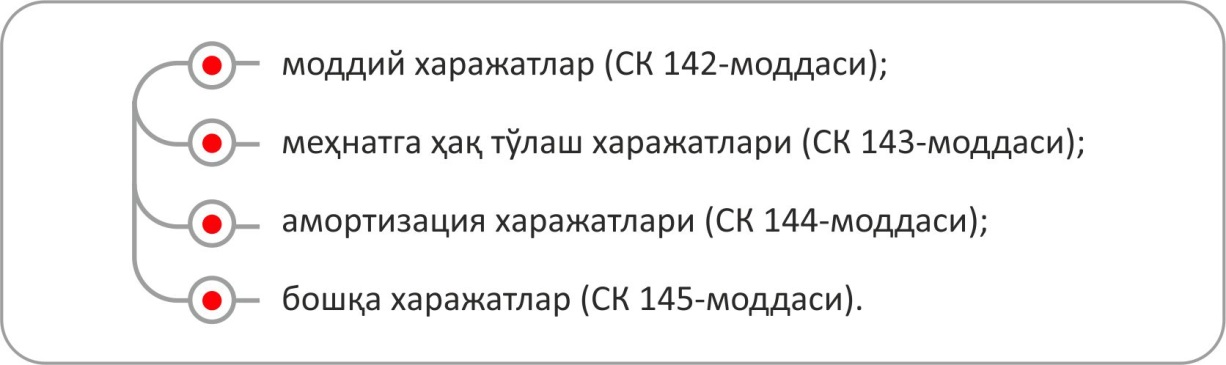 моддий харажатлар (СК 142-моддаси);
меҳнатга ҳақ тўлаш харажатлари (СК 143-моддаси);
амортизация харажатлари (СК 144-моддаси);
бошқа харажатлар (СК 145-моддаси).